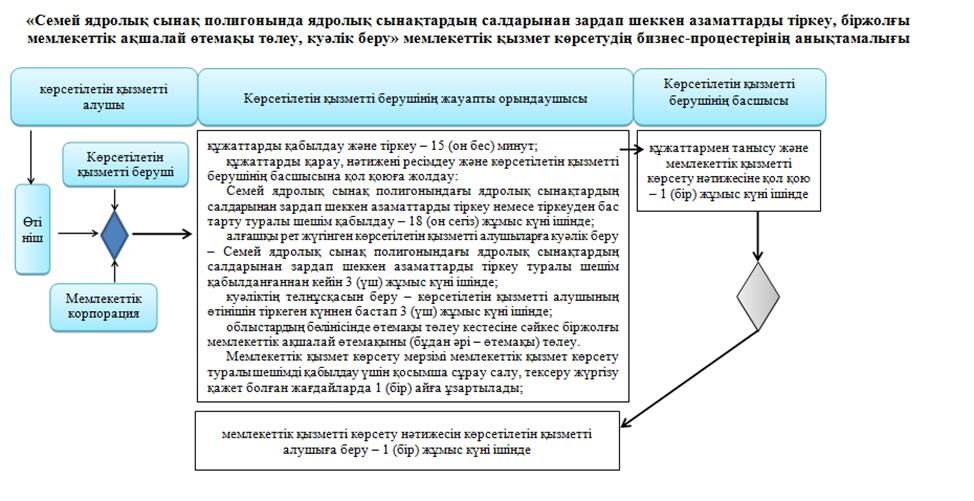 «Семей ядролық сынақ полигонында ядролық сынақтардың салдарынан зардап шеккен азаматтарды тіркеу, біржолғы
мемлекеттік ақшалай өтемақы төлеу, куәлік беру» мемлекеттік қызмет көрсетудің бизнес-процестерінің анықтамалығы
көрсетілетін қызметті
алушы
Көрсетілетін қызметті берушінің жауапты орындаушысы
Көрсетілетін қызметті
берушінің басшысы
Көрсетілетін
қызметті беруші
Өті
ніш
Мемлекеттік
корпорация
құжаттарды қабылдау және тіркеу – 15 (он бес) минут;
құжаттарды қарау, нәтижені ресімдеу және көрсетілетін қызметті
берушінің басшысына қол қоюға жолдау:
Семей ядролық сынақ полигонындағы ядролық сынақтардың
салдарынан зардап шеккен азаматтарды тіркеу немесе тіркеуден бас
тарту туралы шешім қабылдау – 18 (он сегіз) жұмыс күні ішінде;
алғашқы рет жүгінген көрсетілетін қызметті алушыларға куәлік беру
– Семей ядролық сынақ полигонындағы ядролық сынақтардың
салдарынан зардап шеккен азаматтарды тіркеу туралы шешім
қабылданғаннан кейін 3 (үш) жұмыс күні ішінде;
куәліктің телнұсқасын беру – көрсетілетін қызметті алушының
өтінішін тіркеген күннен бастап 3 (үш) жұмыс күні ішінде;
облыстардың бөлінісінде өтемақы төлеу кестесіне сәйкес біржолғы
мемлекеттік ақшалай өтемақыны (бұдан әрі – өтемақы) төлеу.
Мемлекеттік қызмет көрсету мерзімі мемлекеттік қызмет көрсету
туралы шешімді қабылдау үшін қосымша сұрау салу, тексеру жүргізу
қажет болған жағдайларда 1 (бір) айға ұзартылады;
құжаттармен танысу және
мемлекеттік қызметті
көрсету нәтижесіне қол қою
– 1 (бір) жұмыс күні ішінде
мемлекеттік қызметті көрсету нәтижесін көрсетілетін қызметті
алушыға беру – 1 (бір) жұмыс күні ішінде